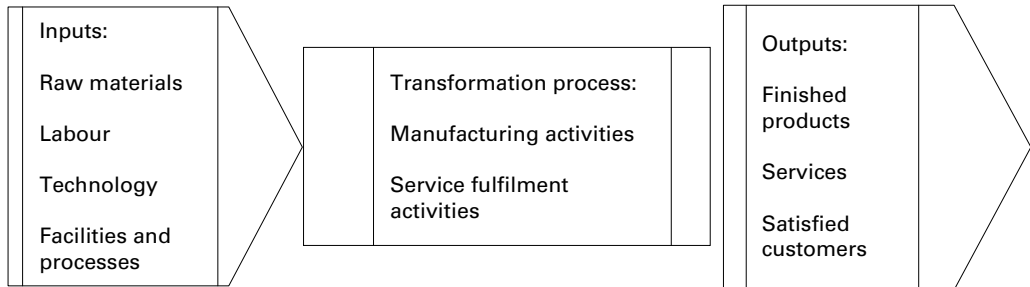 Inputs:
Raw materials
Labour
Technology
Facilities and
processes
Transformation process:
Manufacturing activities
Service fulfilment
activities
Outputs:
Finished
products
Services
Satisfied
customers